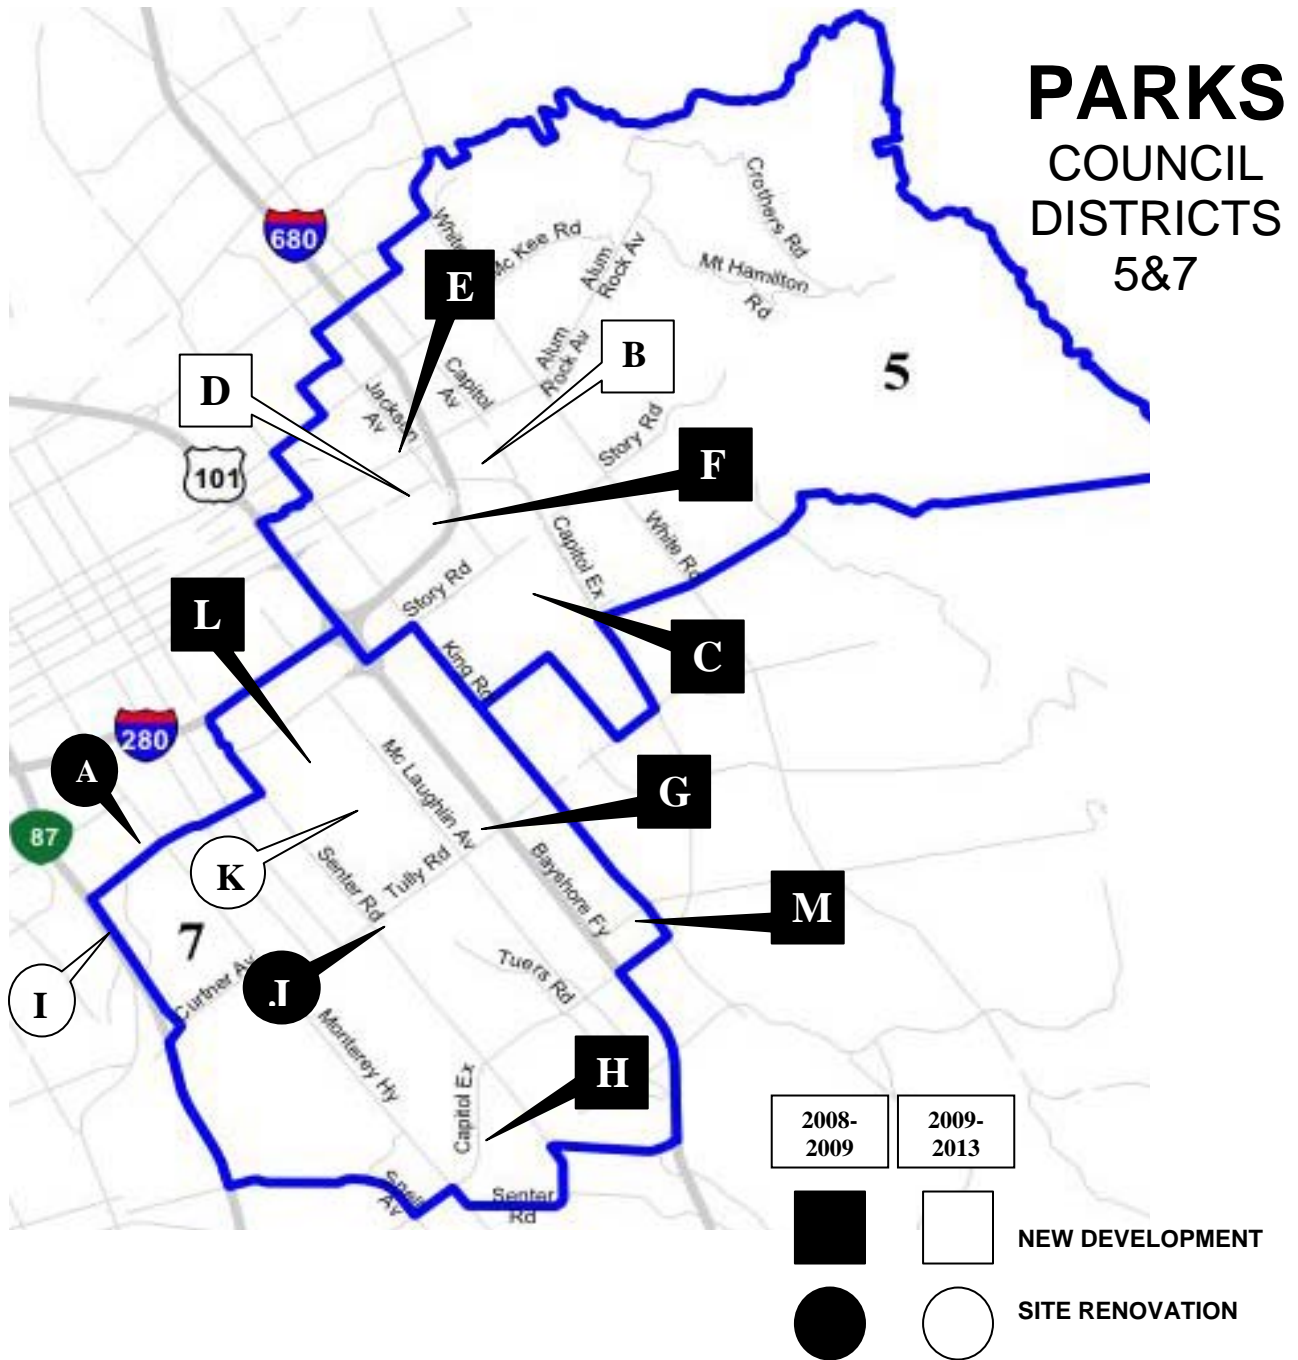 PARKS
COUNCIL
DISTRICTS
5&7
680
White
Mc Kee Rd
Alum
Rock Av
Crothers Rd
Mt Hamilton
Rd
E
B
D
Alum
Rock Av
Capitol
Av
Jackson
Av
5
Story Rd
F
101
Capitol Ex
White Rd
Story Rd
L
C
King Rd
280
A
G
87
Mc Laughlin Av
K
Senter Rd
Tully Rd
Bayshore Fy
M
7
I
Curtner Av
J
Tuers Rd
Monterey Hy
H
Capitol Ex
Av
Senter
Rd
2008-
2009
2009-
2013
NEW DEVELOPMENT
SITE RENOVATION